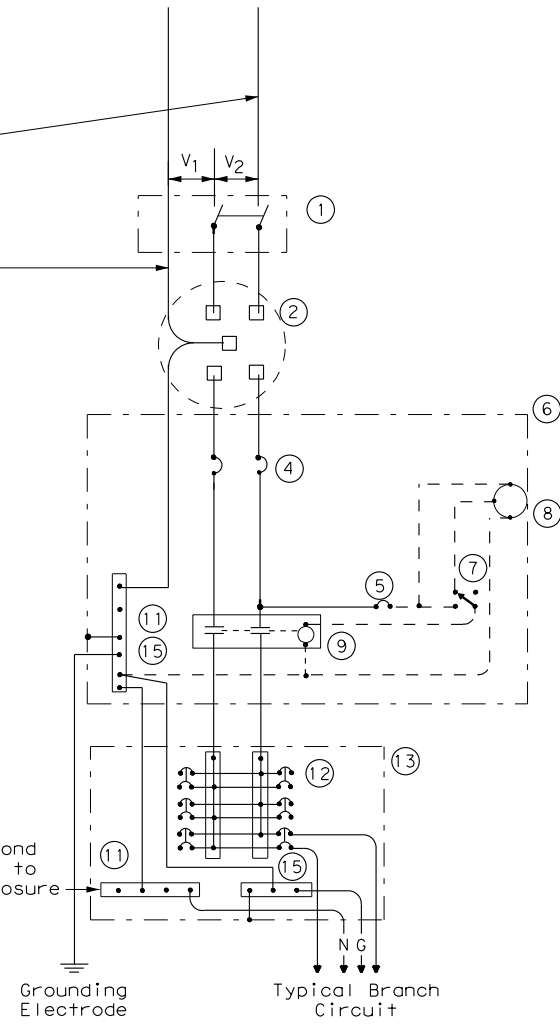 V1 V2
1
2
6
4
8
5
7
11
15
9
13
12
11
15
ond
to
osure
N G
Grounding
Electrode
Typical Branch
Circuit